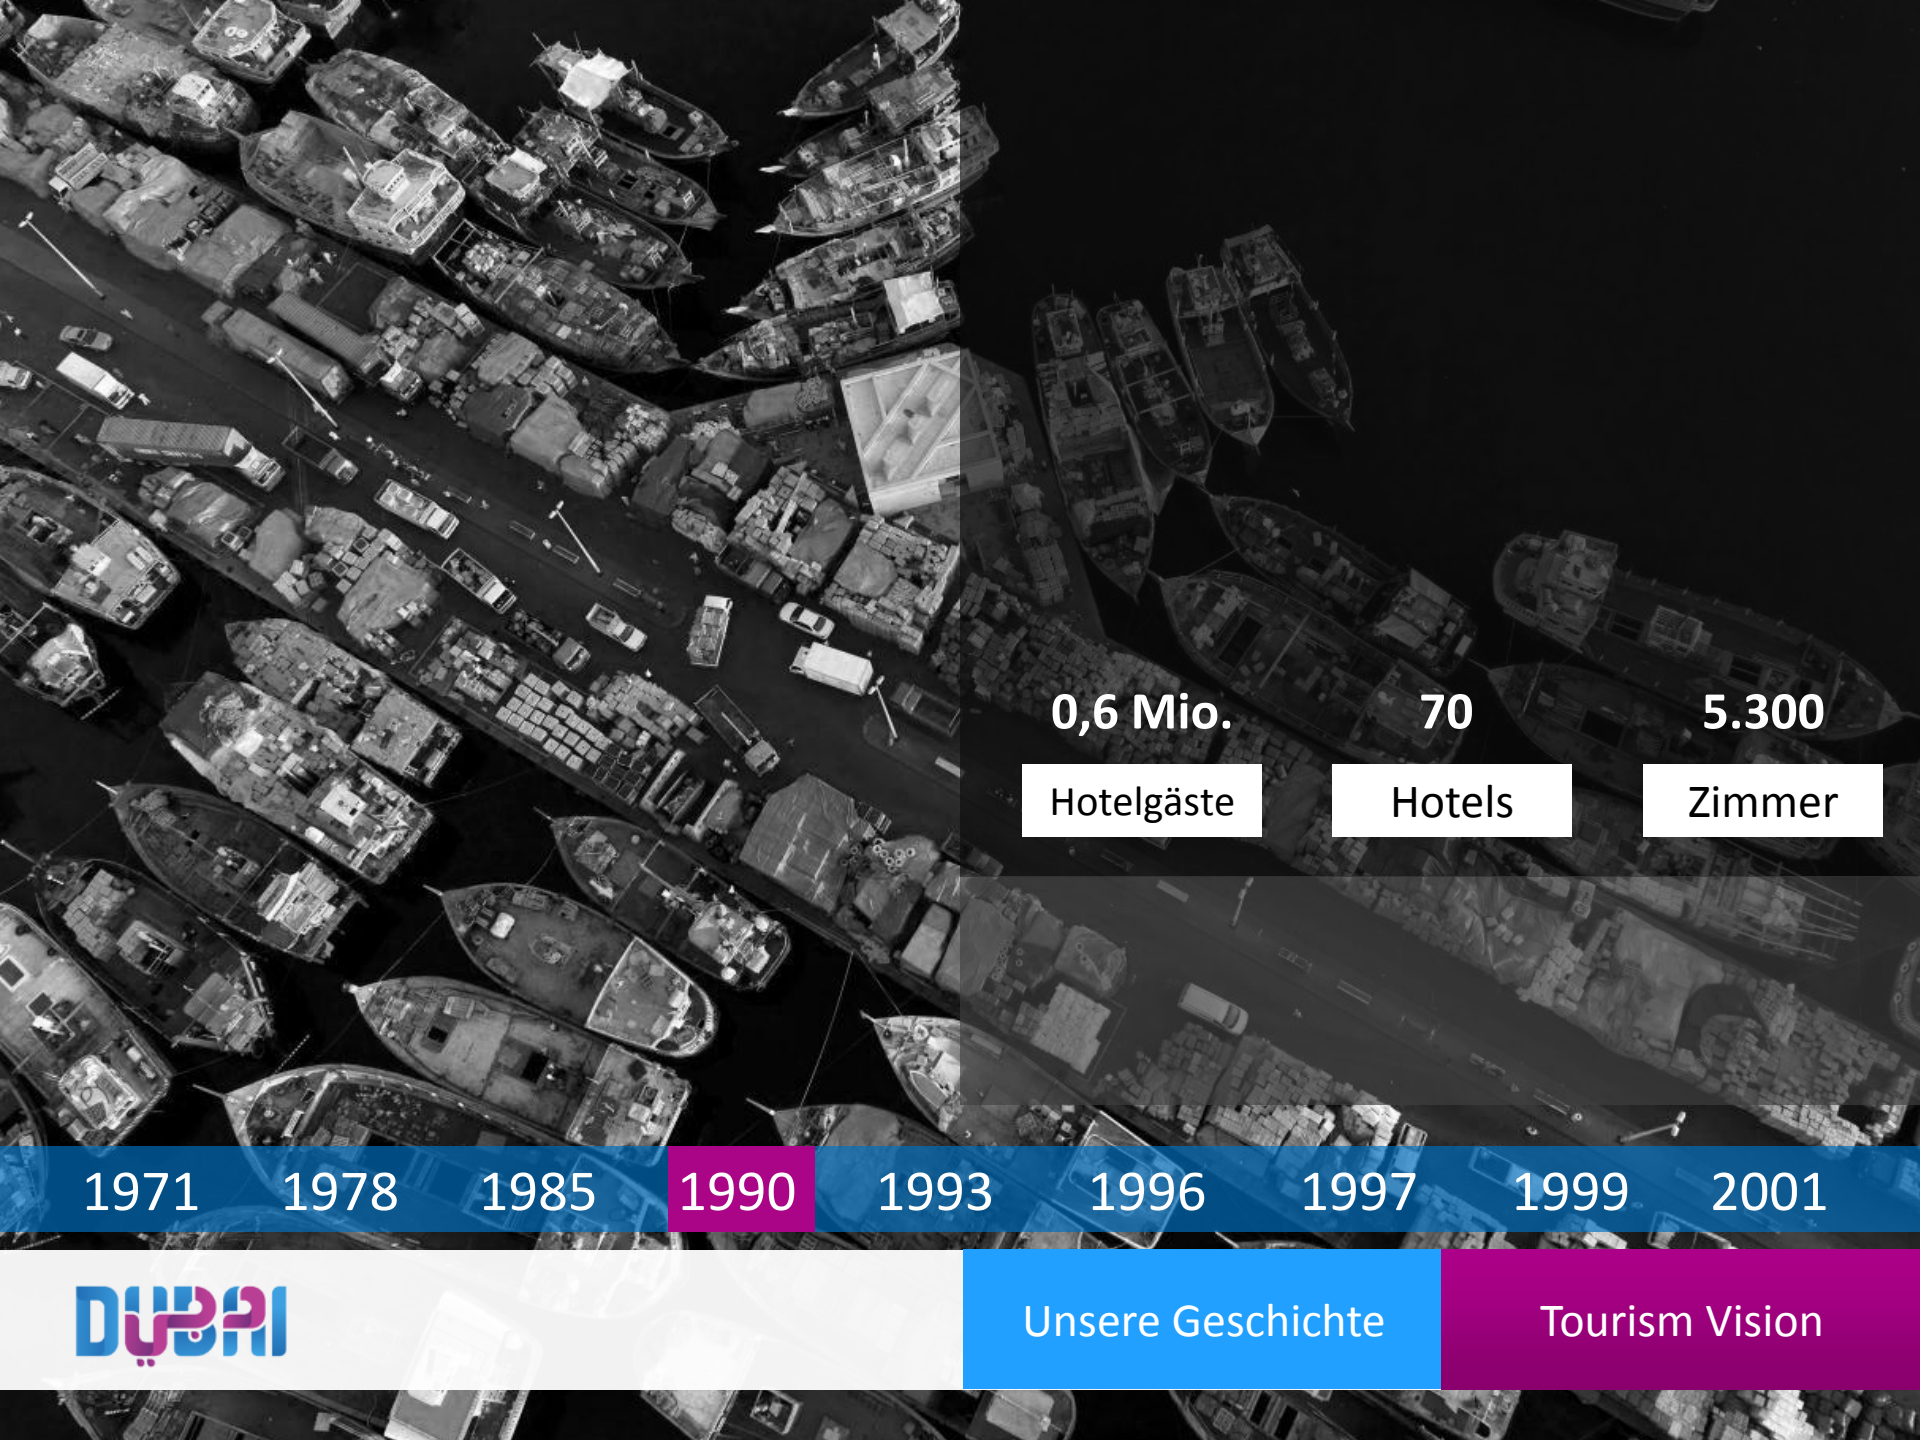 0,6 Mio. 70 5.300
Hotelgäste Hotels Zimmer
1971 1978 1985 1990 1993 1996 1997 1999 2001
DUBAI دبي
Unsere Geschichte Tourism Vision